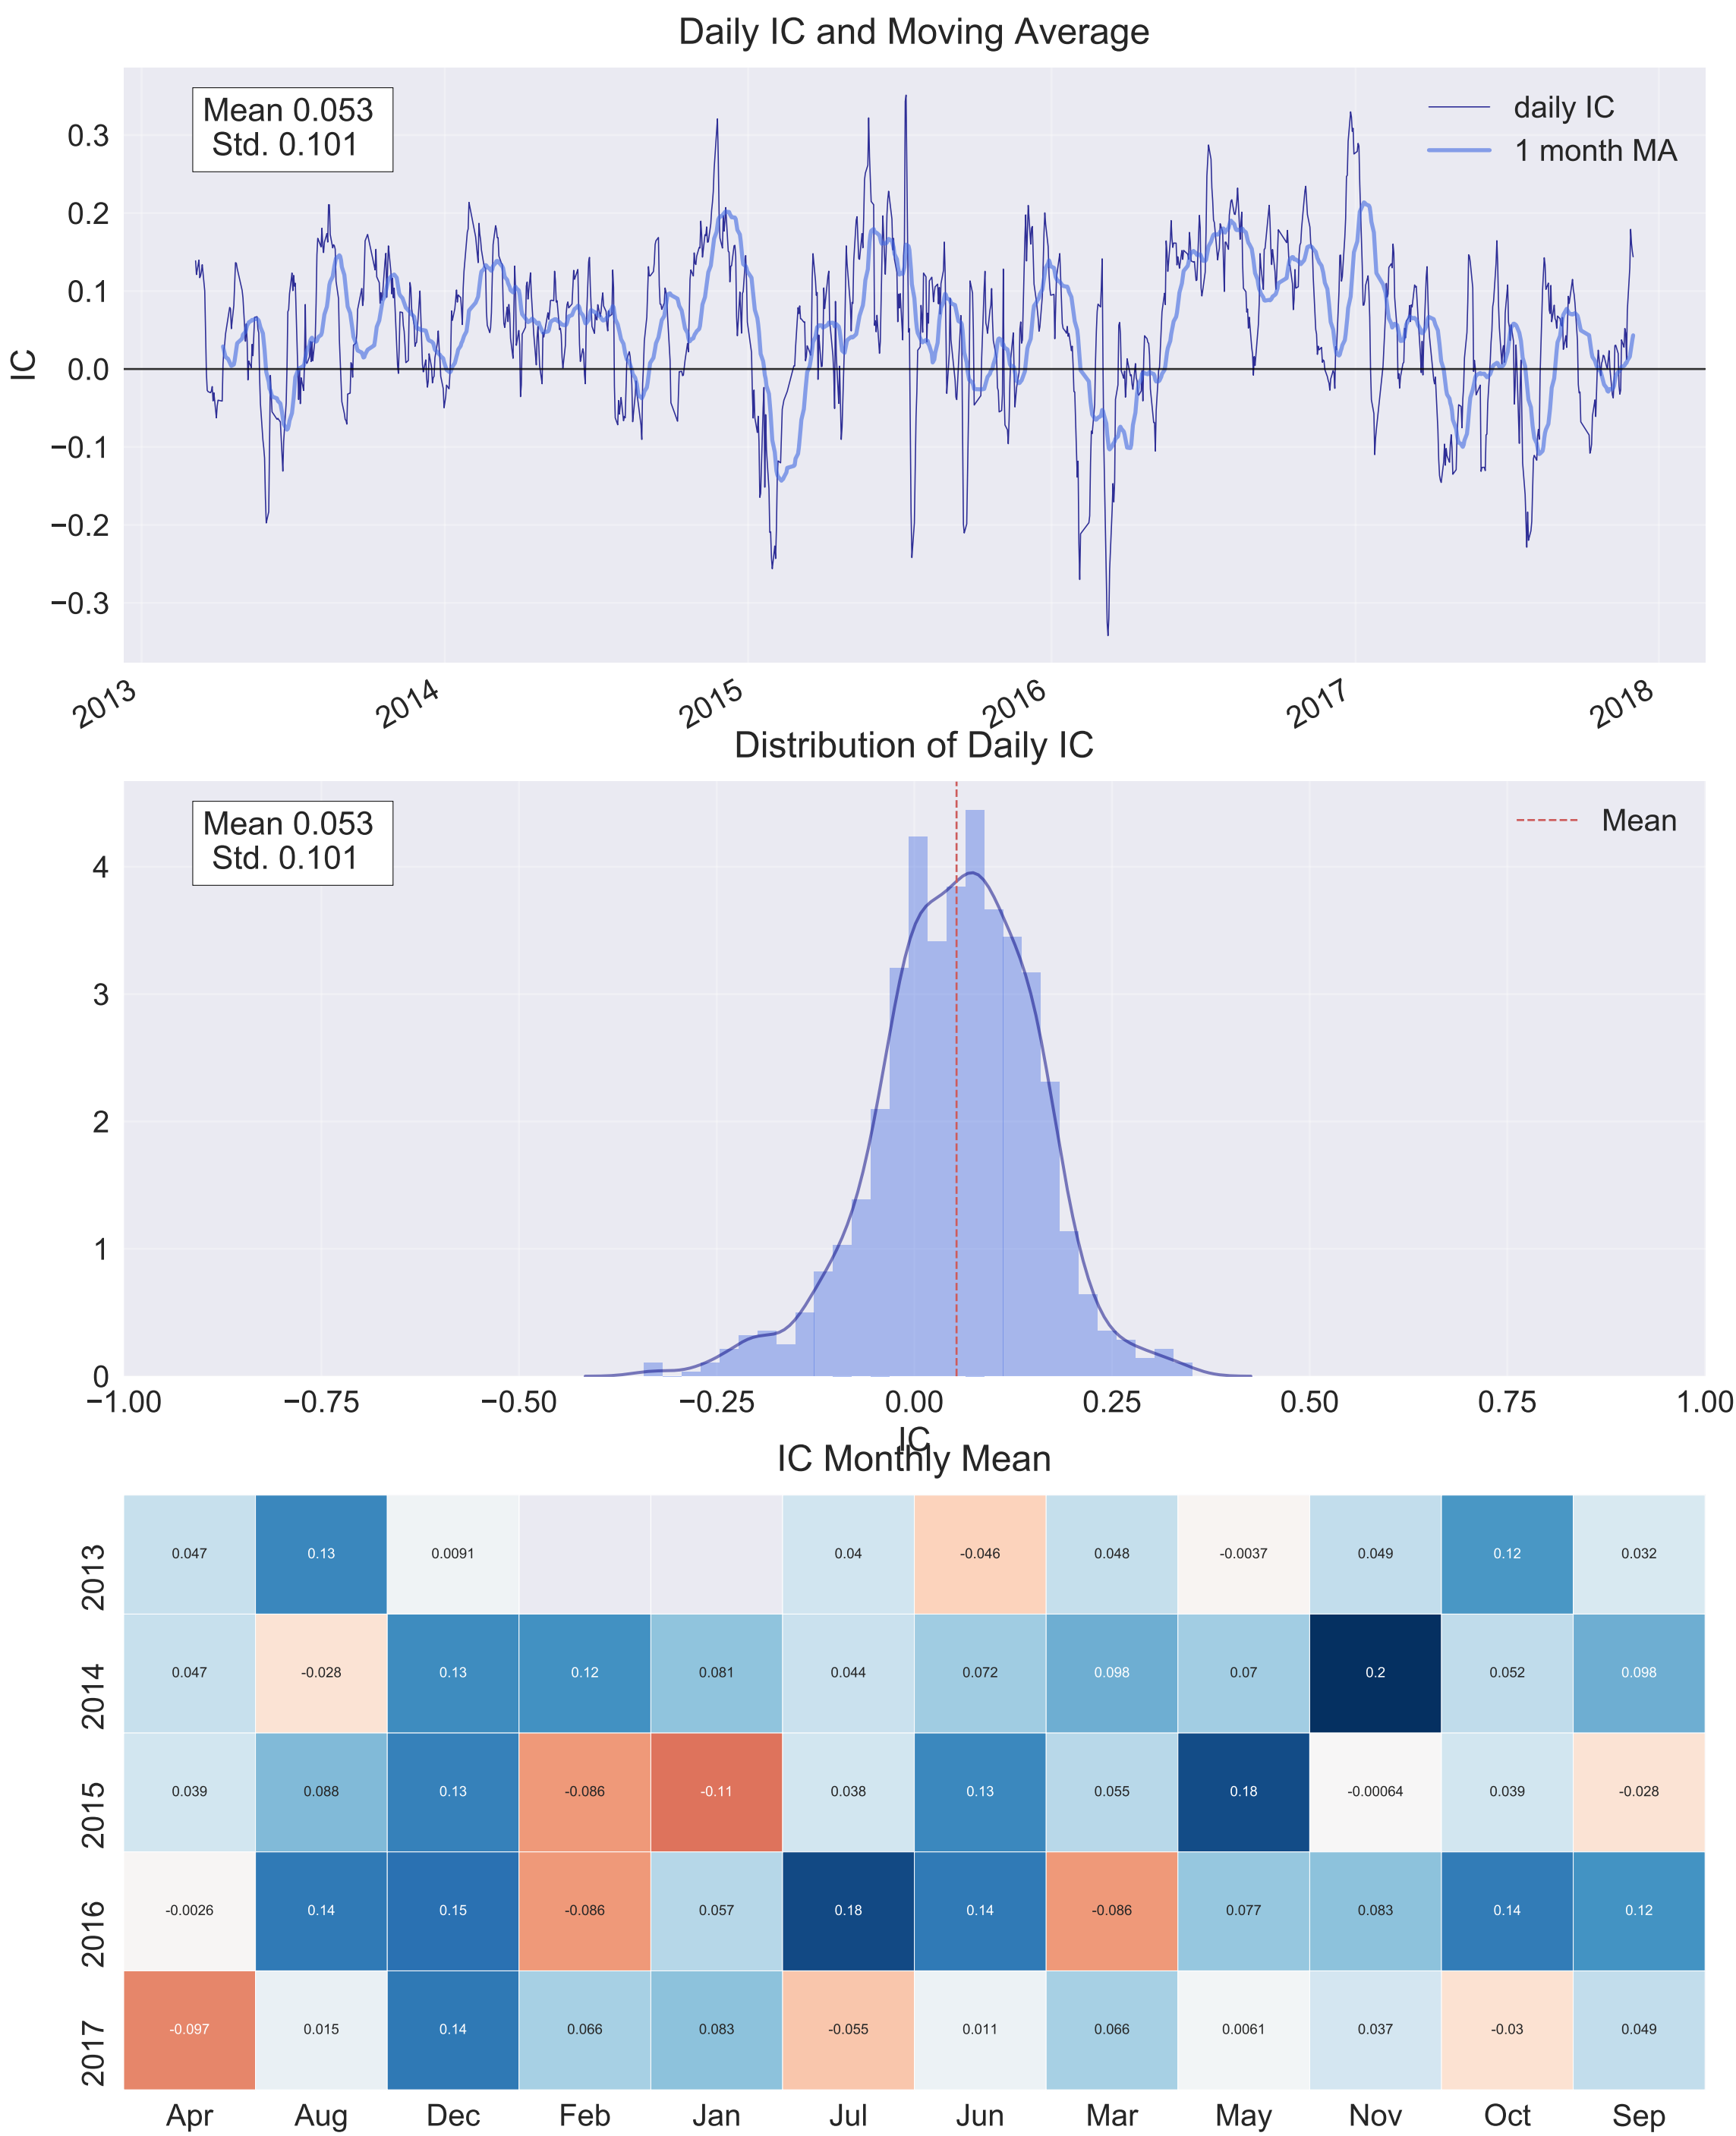 Daily IC and Moving Average
Mean 0.053
Std. 0.101
daily IC
1 month MA
IC
0.3
0.2
0.1
0.0
−0.1
−0.2
−0.3
2013 2014 2015 2016 2017 2018
Distribution of Daily IC
Mean 0.053
Std. 0.101
Mean
4
3
2
1
0
−1.00 −0.75 −0.50 −0.25 0.00 0.25 0.50 0.75 1.00
IC
IC Monthly Mean
2013 0.047 0.13 0.0091 0.04 -0.046 0.048 -0.0037 0.049 0.12 0.032
2014 0.047 -0.028 0.13 0.12 0.081 0.044 0.072 0.098 0.07 0.2 0.052 0.098
2015 0.039 0.088 0.13 -0.086 -0.11 0.038 0.13 0.055 0.18 -0.00064 0.039 -0.028
2016 -0.0026 0.14 0.15 -0.086 0.057 0.18 0.14 -0.086 0.077 0.083 0.14 0.12
2017 -0.097 0.015 0.14 0.066 0.083 -0.055 0.011 0.066 0.0061 0.037 -0.03 0.049
Apr Aug Dec Feb Jan Jul Jun Mar May Nov Oct Sep